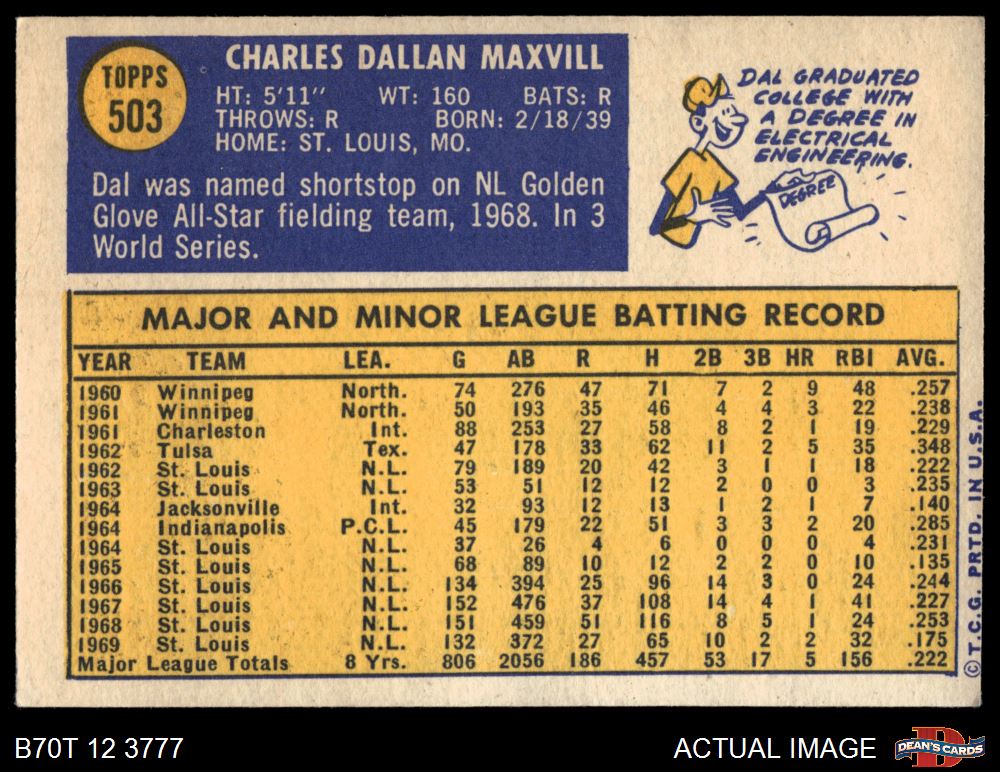 TOPPS
503
CHARLES DALLAN MAXVILL
HT: 5'11" WT: 160 BATS: R
THROWS: R BORN: 2/18/39
HOME: ST. LOUIS, MO.
Dal was named shortstop on NL Golden
Glove All-Star fielding team, 1968. In 3
World Series.
DAL GRADUATED
COLLEGE WITH
A DEGREE IN
ELECTRICAL
ENGINEERING.
DEGREE
MAJOR AND MINOR LEAGUE BATTING RECORD
YEAR TEAM LEA. G AB R H 2B 3B HR RBI AVG.
1960 Winnipeg North. 74 276 47 71 7 2 9 48 .257
1961 Winnipeg North. 50 193 35 46 4 4 3 22 .238
1961 Charleston Int. 88 253 27 58 8 2 1 19 .229
1962 Tulsa Tex. 47 178 33 62 11 2 5 35 .348
1962 St. Louis N.L. 79 189 20 42 3 1 1 18 .222
1963 St. Louis N.L. 53 51 12 12 2 0 0 3 .235
1964 Jacksonville Int. 32 93 12 13 1 2 1 7 .140
1964 Indianapolis P.C.L. 45 179 22 51 3 3 2 20 .285
1964 St. Louis N.L. 37 26 4 6 0 0 0 4 .231
1965 St. Louis N.L. 68 89 10 12 2 2 0 10 .135
1966 St. Louis N.L. 134 394 25 96 14 3 0 24 .244
1967 St. Louis N.L. 152 476 37 108 14 4 1 41 .227
1968 St. Louis N.L. 151 459 51 116 8 5 1 24 .253
1969 St. Louis N.L. 132 372 27 65 10 2 2 32 .175
Major League Totals 8 Yrs. 806 2056 186 457 53 17 5 156 .222
© T.C.G. PRTD. IN U.S.A.
B70T 12 3777
ACTUAL IMAGE
DEAN'S CARDS